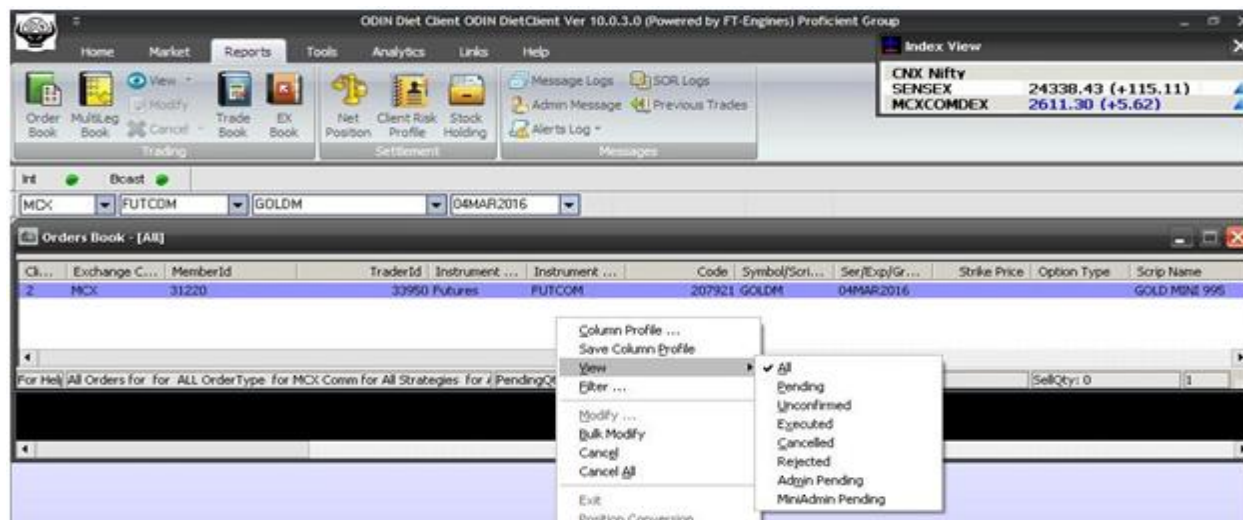 ODIN Diet Client ODIN DietClient Ver 10.0.3.0 (Powered by FT-Engines) Proficient Group
Home Market Reports Tools Analytics Links Help
Index View
CNX Nifty
SENSEX 24338.43 (+115.11)
MCXCOMDEX 2611.30 (+5.62)
Order Book
MultiLeg Book
View
Modify
Cancel
Trade Book
EX Book
Trading
Net Position
Client Risk Profile
Stock Holding
Settlement
Message Logs
SOR Logs
Admin Message
Previous Trades
Alerts Log
Messages
Int Bcast
MCX FUTCOM GOLDM 04MAR2016
Orders Book - [All]
Cli... Exchange C... MemberId TraderId Instrument ... Instrument ... Code Symbol/Scri... Ser/Exp/Gr... Strike Price Option Type Scrip Name
2 MCX 31220 33950 Futures FUTCOM 207921 GOLDM 04MAR2016 GOLD MINI 995
For Hel All Orders for for ALL OrderType for MCX Comm for All Strategies for PendingQt SellQty: 0 1
Column Profile ...
Save Column Profile
View
Filter ...
Modify ...
Bulk Modify
Cancel
Cancel All
Exit
Position Conversion
All
Pending
Unconfirmed
Executed
Cancelled
Rejected
Admin Pending
MiniAdmin Pending